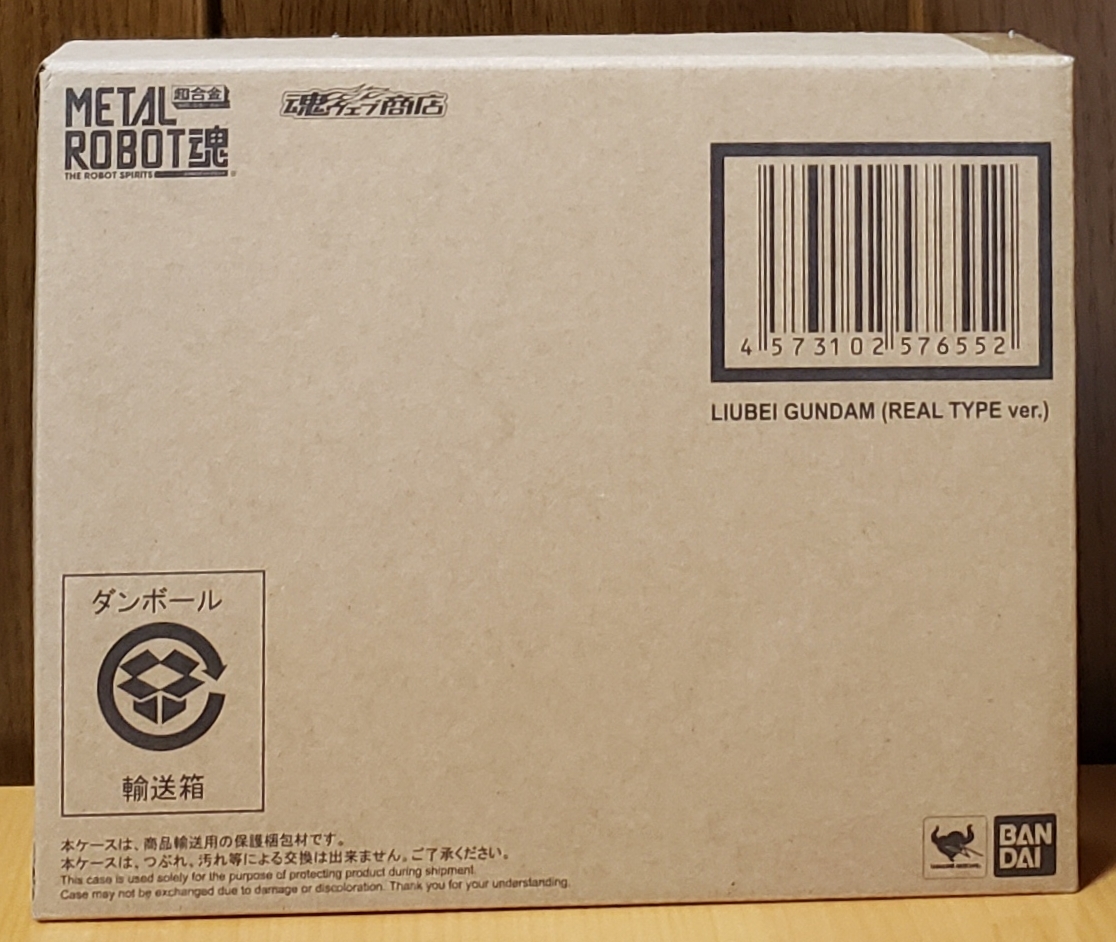 METAL 超合金
ROBOT魂
THE ROBOT SPIRITS
魂ウェブ商店
4 573102 576552
LIUBEI GUNDAM (REAL TYPE ver.)
ダンボール
輸送箱
本ケースは、商品輸送用の保護梱包材です。
本ケースは、つぶれ、汚れ等による交換は出来ません。ご了承ください。
This case is used solely for the purpose of protecting product during shipment.
Case may not be exchanged due to damage or discoloration. Thank you for your understanding.
BAN
DAI